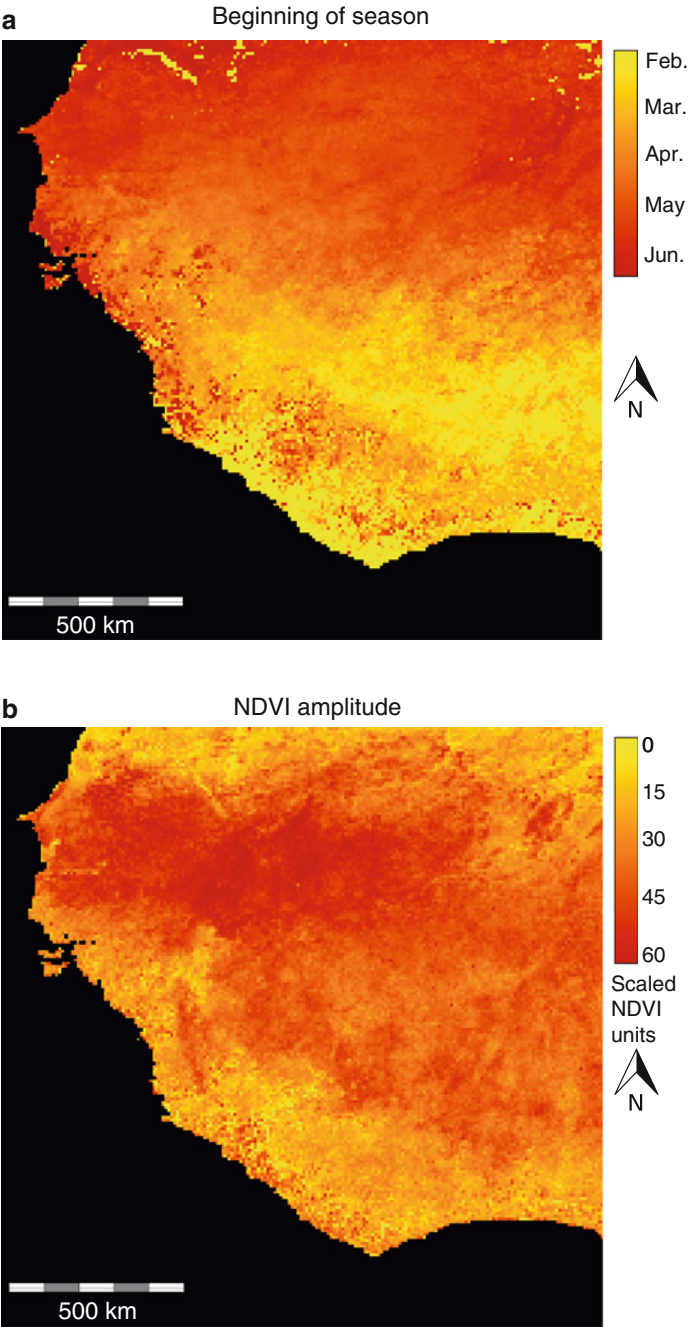 a
Beginning of season
Feb.
Mar.
Apr.
May
Jun.
N
500 km
b
NDVI amplitude
0
15
30
45
60
Scaled
NDVI
units
N
500 km